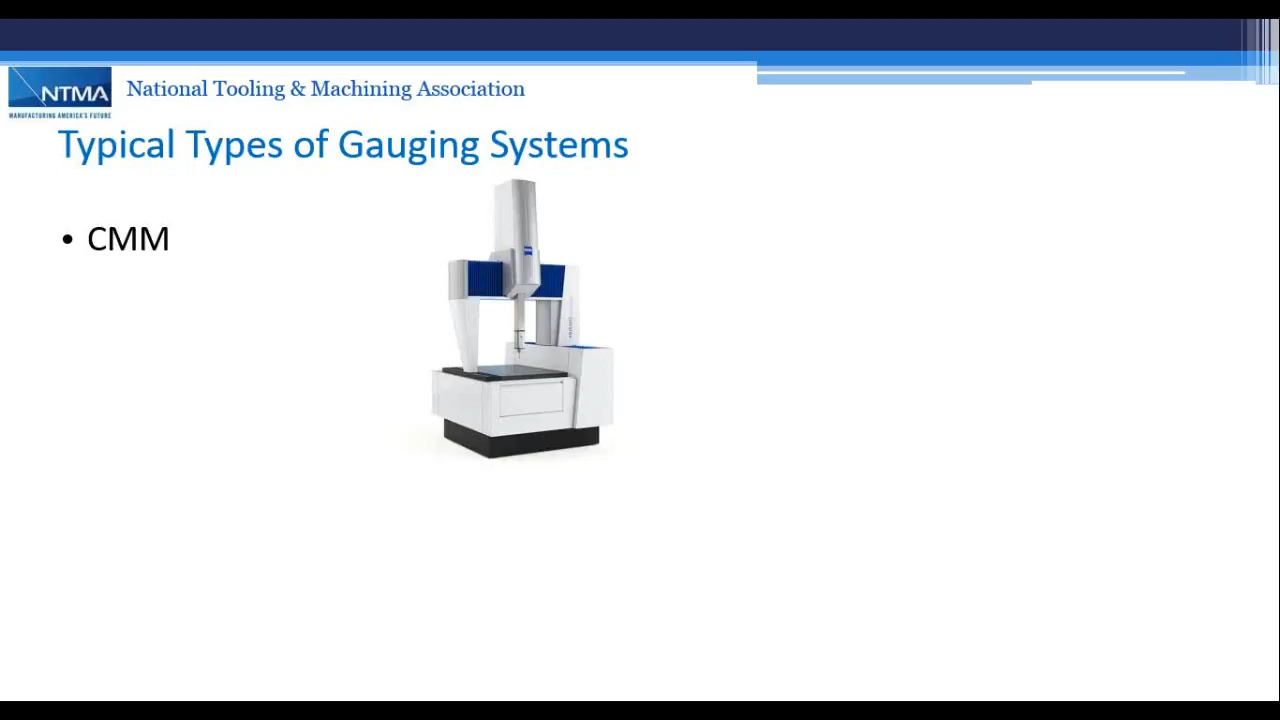 NTMA
MANUFACTURING AMERICA'S FUTURE
National Tooling & Machining Association
Typical Types of Gauging Systems
• CMM